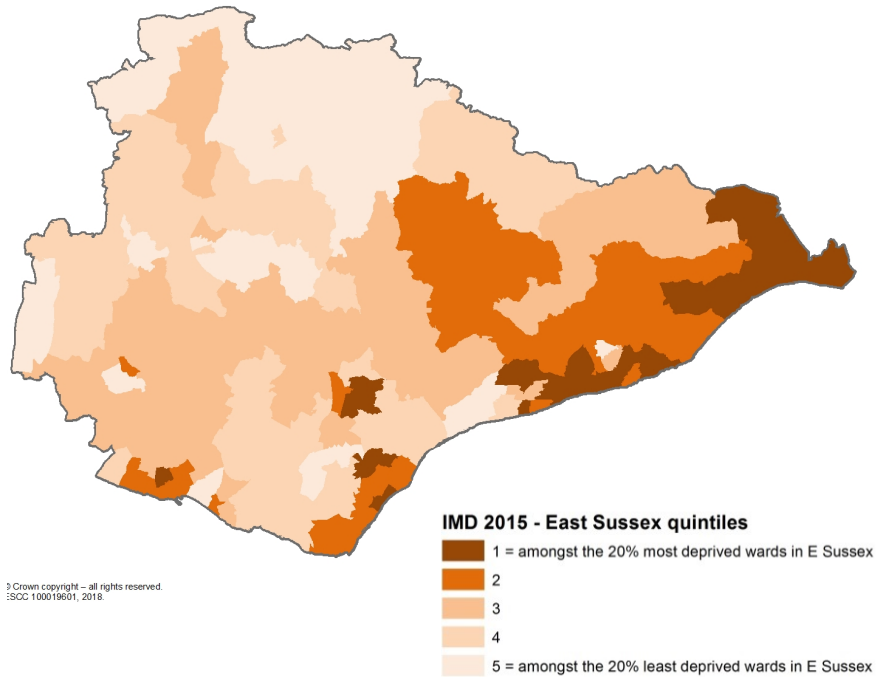 IMD 2015 - East Sussex quintiles
1 = amongst the 20% most deprived wards in E Sussex
2
3
4
5 = amongst the 20% least deprived wards in E Sussex
© Crown copyright – all rights reserved.
ESCC 100019601, 2018.